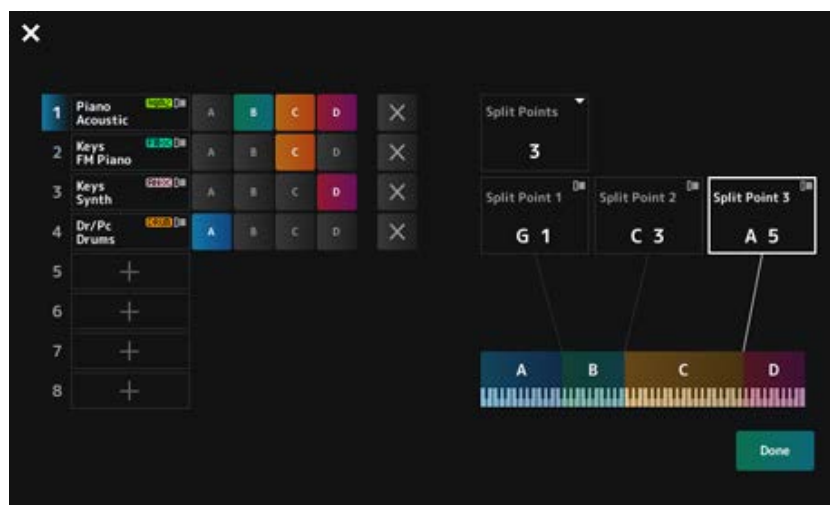 1 Piano Acoustic A B C D
2 Keys FM Piano A B C D
3 Keys Synth A B C D
4 Dr/Pc Drums A B C D
5
6
7
8
Split Points
3
Split Point 1 Split Point 2 Split Point 3
G 1 C 3 A 5
A B C D
Done